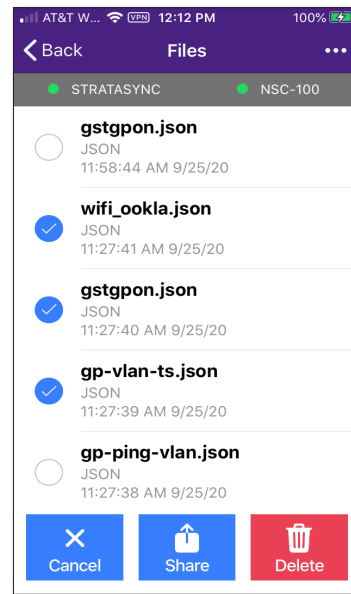 AT&T W... VPN 12:12 PM 100%
Back Files
STRATASYNC NSC-100
gstgpon.json
JSON
11:58:44 AM 9/25/20
wifi_ookla.json
JSON
11:27:41 AM 9/25/20
gstgpon.json
JSON
11:27:40 AM 9/25/20
gp-vlan-ts.json
JSON
11:27:39 AM 9/25/20
gp-ping-vlan.json
JSON
11:27:38 AM 9/25/20
Cancel Share Delete